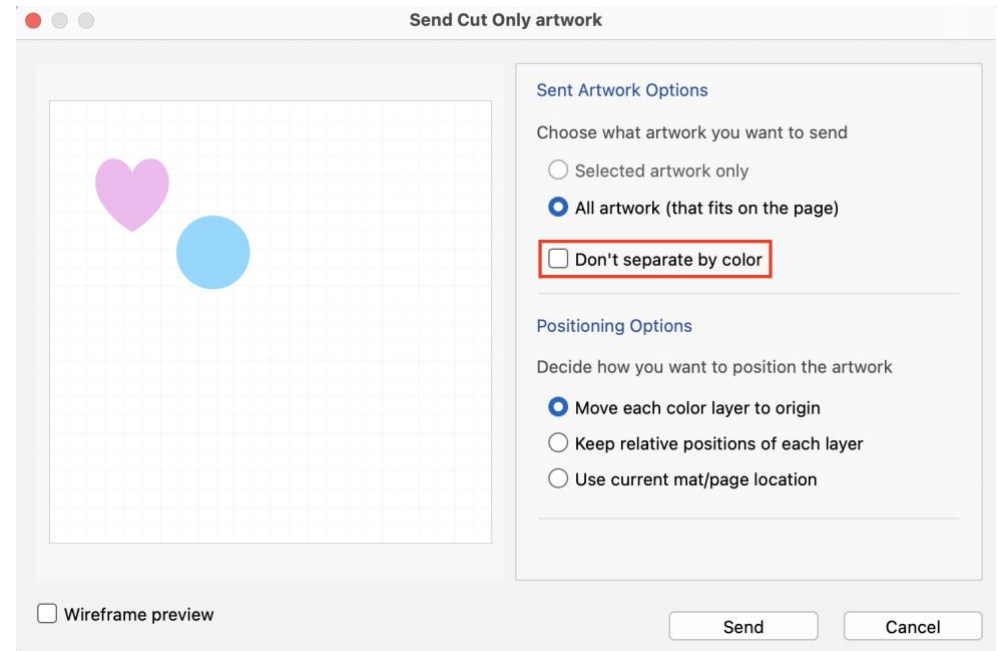 Send Cut Only artwork
Sent Artwork Options
Choose what artwork you want to send
Selected artwork only
All artwork (that fits on the page)
Don't separate by color
Positioning Options
Decide how you want to position the artwork
Move each color layer to origin
Keep relative positions of each layer
Use current mat/page location
Wireframe preview
Send
Cancel